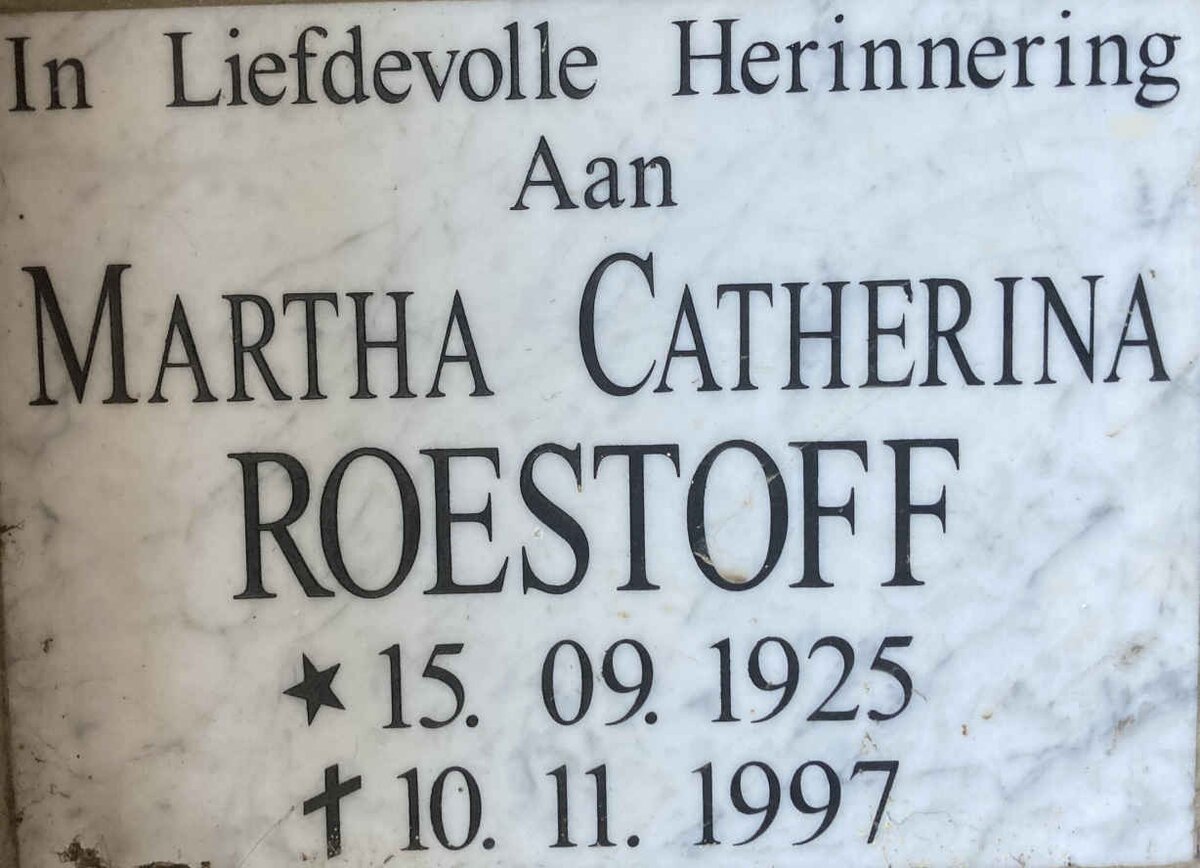 In Liefdevolle Herinnering
Aan
MARTHA CATHERINA
ROESTOFF
★ 15. 09. 1925
✝ 10. 11. 1997